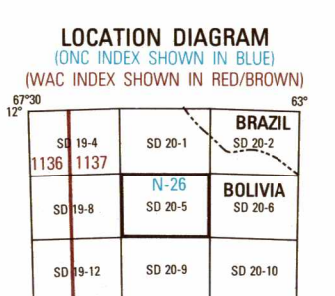 LOCATION DIAGRAM
(ONC INDEX SHOWN IN BLUE)
(WAC INDEX SHOWN IN RED/BROWN)
67°30 63°
12°
BRAZIL
SD 19-4 SD 20-1 SD 20-2
1136 1137
N-26 BOLIVIA
SD 19-8 SD 20-5 SD 20-6
SD 19-12 SD 20-9 SD 20-10